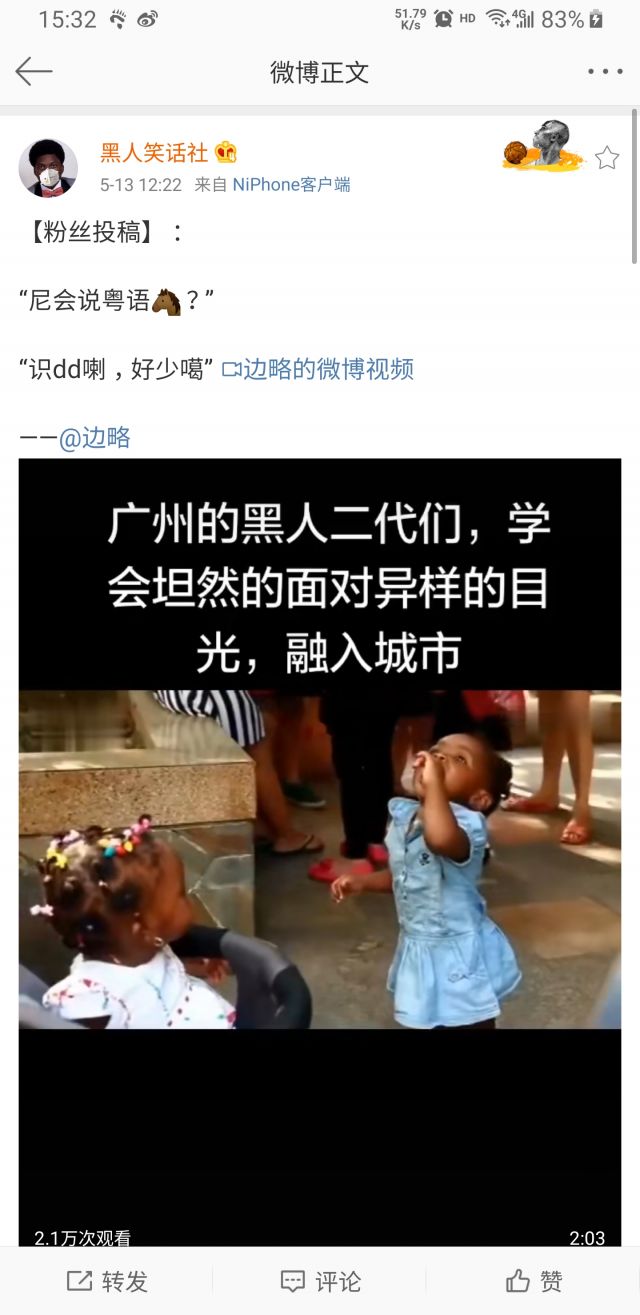 15:32
51.79
K/s
HD
4G
83%
微博正文
黑人笑话社
5-13 12:22 来自 NiPhone客户端
【粉丝投稿】：
“尼会说粤语🐴？”
“识dd喇，好少噶” 边略的微博视频
——@边略
广州的黑人二代们，学
会坦然的面对异样的目
光，融入城市
2.1万次观看
2:03
转发
评论
赞